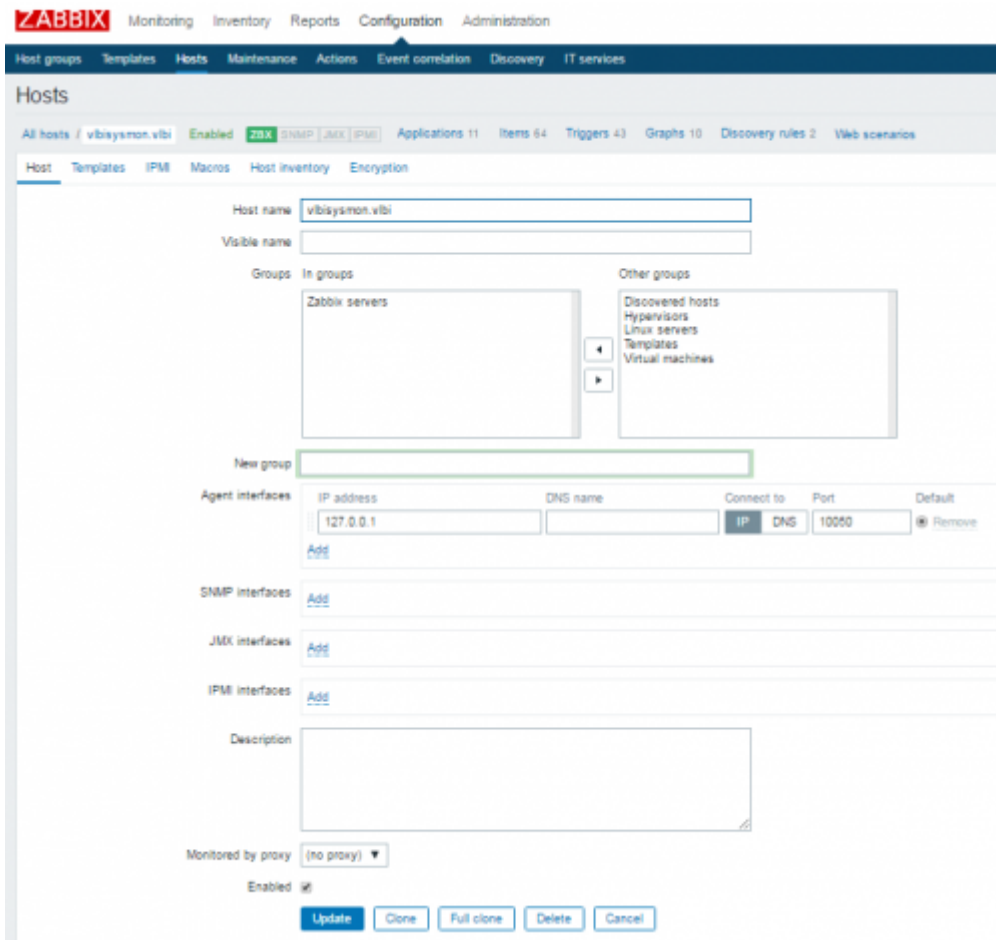 ZABBIX Monitoring Inventory Reports Configuration Administration
Host groups Templates Hosts Maintenance Actions Event correlation Discovery IT services
Hosts
All hosts / vlbisysmon.vlbi Enabled ZBX SNMP JMX IPMI Applications 11 Items 64 Triggers 43 Graphs 10 Discovery rules 2 Web scenarios
Host Templates IPMI Macros Host inventory Encryption
Host name vlbisysmon.vlbi
Visible name
Groups In groups Other groups
Zabbix servers
Discovered hosts
Hypervisors
Linux servers
Templates
Virtual machines
New group
Agent interfaces IP address DNS name Connect to Port Default
127.0.0.1 IP DNS 10050 Remove
Add
SNMP interfaces Add
JMX interfaces Add
IPMI interfaces Add
Description
Monitored by proxy (no proxy)
Enabled
Update Clone Full clone Delete Cancel